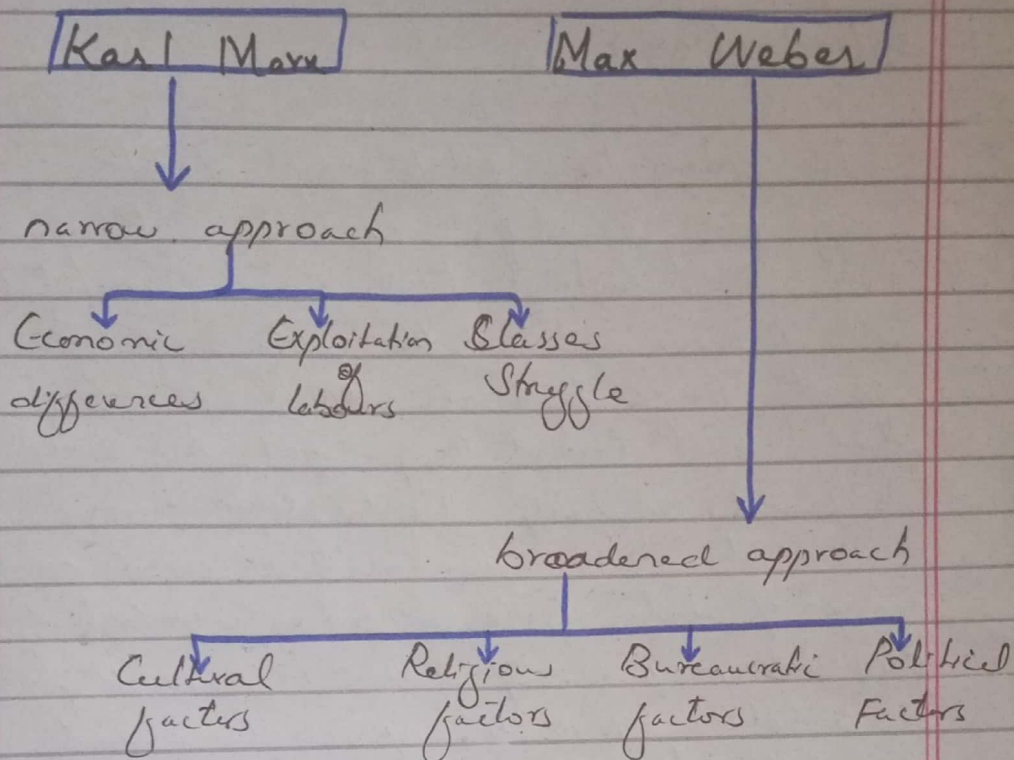 Karl Marx
Max Weber
narrow approach
Economic differences
Exploitation of labours
Classes Struggle
broadened approach
Cultural factors
Religious factors
Bureaucratic factors
Political Factors